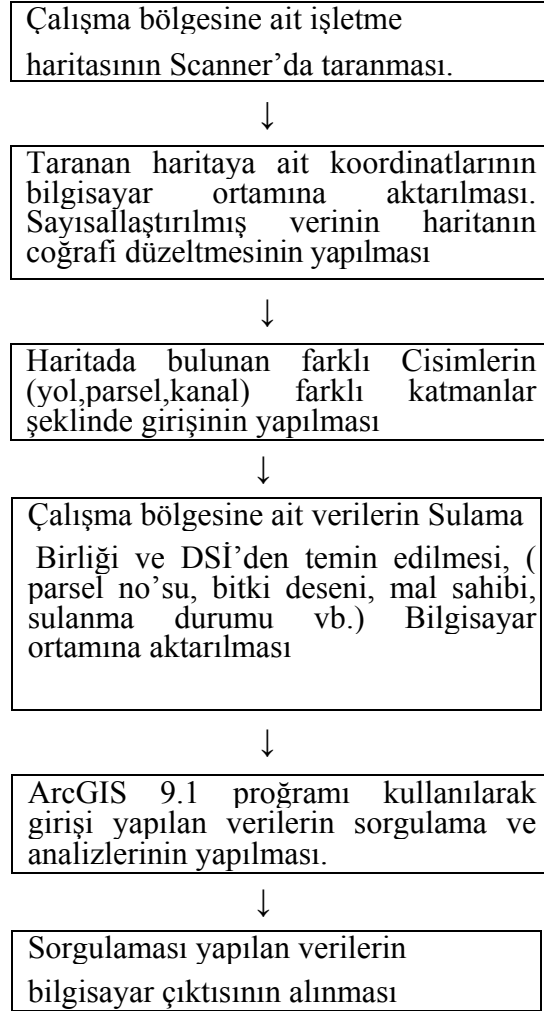 Çalışma bölgesine ait işletme
haritasının Scanner’da taranması.
↓
Taranan haritaya ait koordinatlarının
bilgisayar ortamına aktarılması.
Sayısallaştırılmış verinin haritanın
coğrafi düzeltmesinin yapılması
↓
Haritada bulunan farklı Cisimlerin
(yol,parsel,kanal) farklı katmanlar
şeklinde girişinin yapılması
↓
Çalışma bölgesine ait verilerin Sulama
Birliği ve DSİ’den temin edilmesi, (
parsel no’su, bitki deseni, mal sahibi,
sulanma durumu vb.) Bilgisayar
ortamına aktarılması
↓
ArcGIS 9.1 proğramı kullanılarak
girişi yapılan verilerin sorgulama ve
analizlerinin yapılması.
↓
Sorgulaması yapılan verilerin
bilgisayar çıktısının alınması